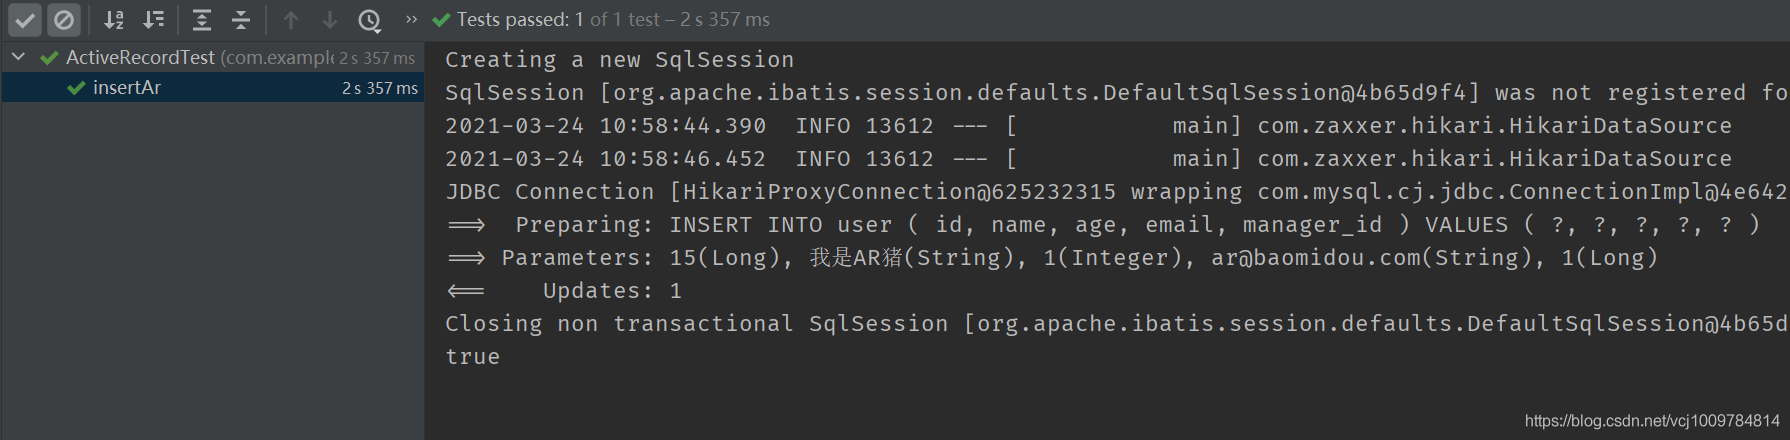 Tests passed: 1 of 1 test – 2 s 357 ms
ActiveRecordTest (com.example 2 s 357 ms
insertAr 2 s 357 ms
Creating a new SqlSession
SqlSession [org.apache.ibatis.session.defaults.DefaultSqlSession@4b65d9f4] was not registered fo
2021-03-24 10:58:44.390  INFO 13612 --- [           main] com.zaxxer.hikari.HikariDataSource
2021-03-24 10:58:46.452  INFO 13612 --- [           main] com.zaxxer.hikari.HikariDataSource
JDBC Connection [HikariProxyConnection@625232315 wrapping com.mysql.cj.jdbc.ConnectionImpl@4e642
==>  Preparing: INSERT INTO user ( id, name, age, email, manager_id ) VALUES ( ?, ?, ?, ?, ? )
==> Parameters: 15(Long), 我是AR猪(String), 1(Integer), ar@baomidou.com(String), 1(Long)
<==    Updates: 1
Closing non transactional SqlSession [org.apache.ibatis.session.defaults.DefaultSqlSession@4b65d
true
https://blog.csdn.net/vcj1009784814